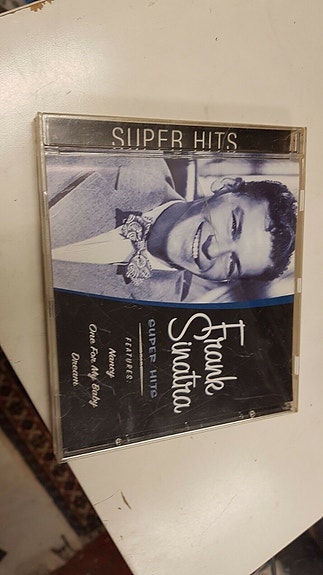 SUPER HITS
Frank
Sinatra
SUPER HITS
FEATURES:
Nancy
One For My Baby
Dream